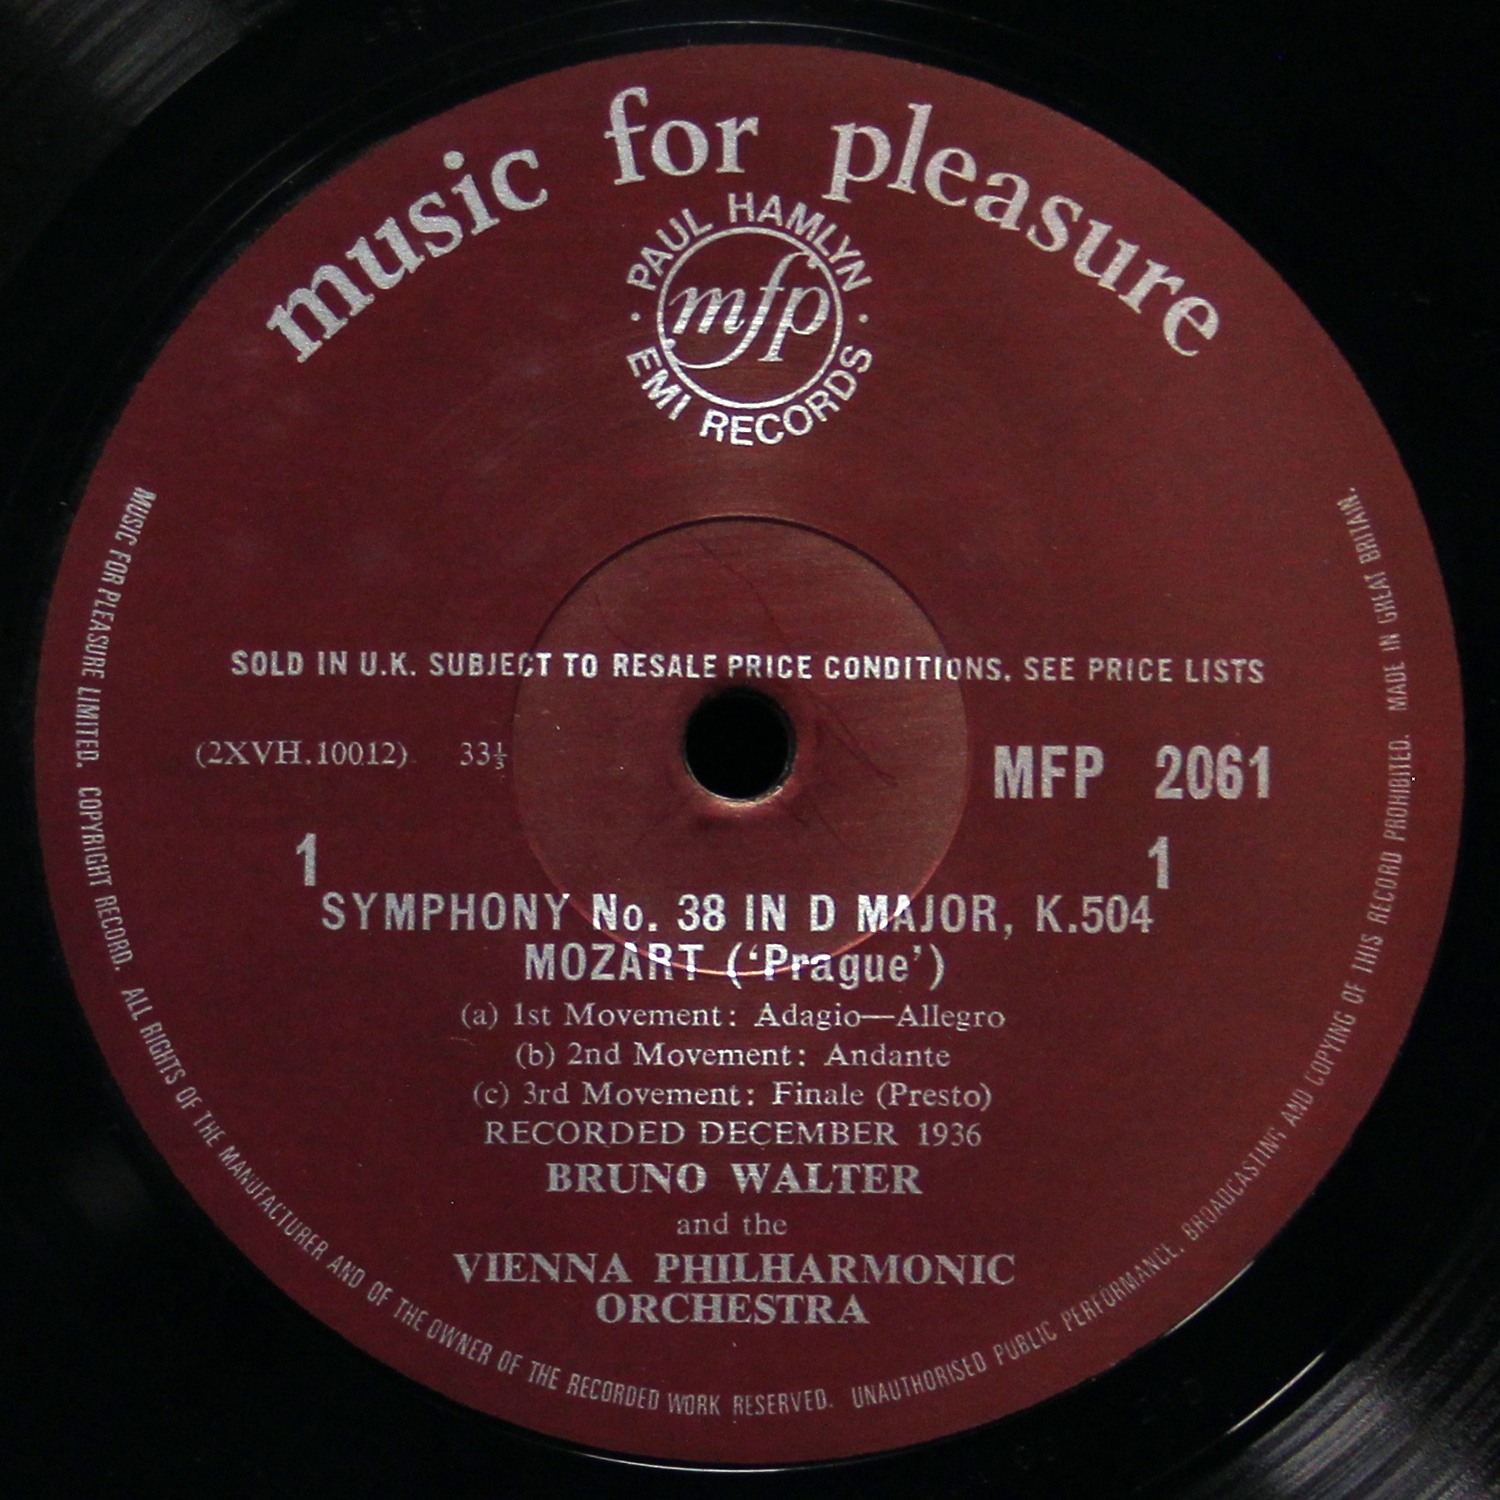 music for pleasure
PAUL HAMLYN
mfp
EMI RECORDS
SOLD IN U.K. SUBJECT TO RESALE PRICE CONDITIONS. SEE PRICE LISTS
(2XVH.10012) 33⅓
MFP 2061
1 1
SYMPHONY No. 38 IN D MAJOR, K.504
MOZART (‘Prague’)
(a) 1st Movement: Adagio—Allegro
(b) 2nd Movement: Andante
(c) 3rd Movement: Finale (Presto)
RECORDED DECEMBER 1936
BRUNO WALTER
and the
VIENNA PHILHARMONIC
ORCHESTRA
MUSIC FOR PLEASURE LIMITED. COPYRIGHT RECORD. ALL RIGHTS OF THE MANUFACTURER AND OF THE OWNER OF THE RECORDED WORK RESERVED. UNAUTHORISED PUBLIC PERFORMANCE, BROADCASTING AND COPYING OF THIS RECORD PROHIBITED. MADE IN GREAT BRITAIN.